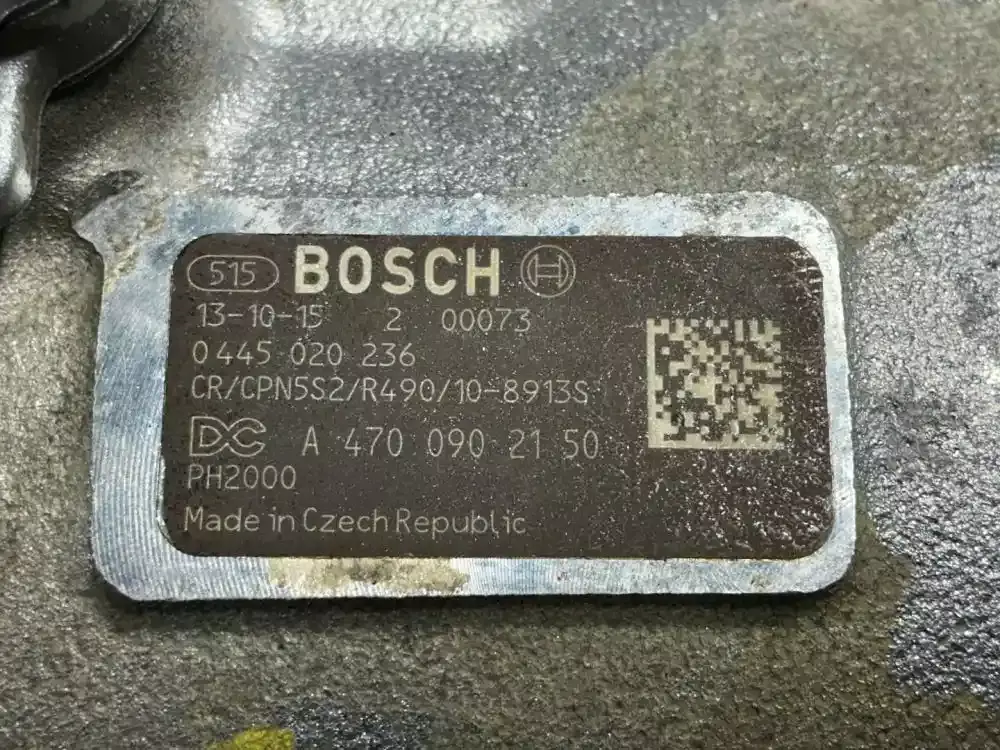 515 BOSCH
13-10-15 2 00073
0 445 020 236
CR/CPN5S2/R490/10-8913S
DC A 470 090 21 50
PH2000
Made in Czech Republic